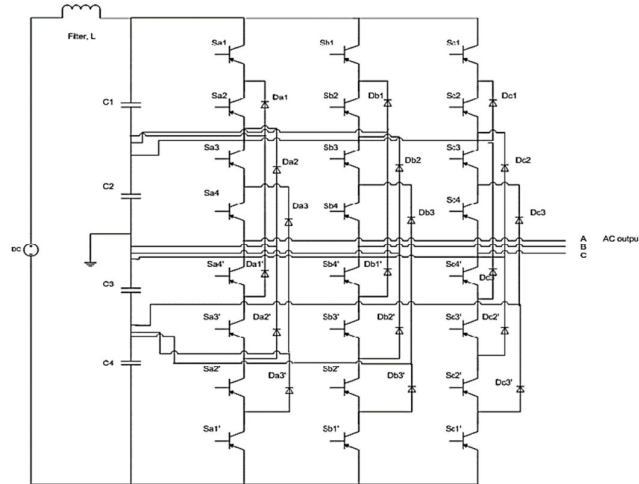 Filter, L
Sa1
Sb1
Sc1
C1
Sa2
Da1
Sb2
Db1
Sc2
Dc1
Sa3
Da2
Sb3
Db2
Sc3
Dc2
C2
Sa4
Da3
Sb4
Db3
Sc4
Dc3
DC
A
B
C
AC outpu
Sa4'
Da1'
Sb4'
Db1'
Sc4'
C3
Sa3'
Da2'
Sb3'
Db2'
Sc3'
Dc2'
C4
Sa2'
Da3'
Sb2'
Db3'
Sc2'
Dc3'
Sa1'
Sb1'
Sc1'